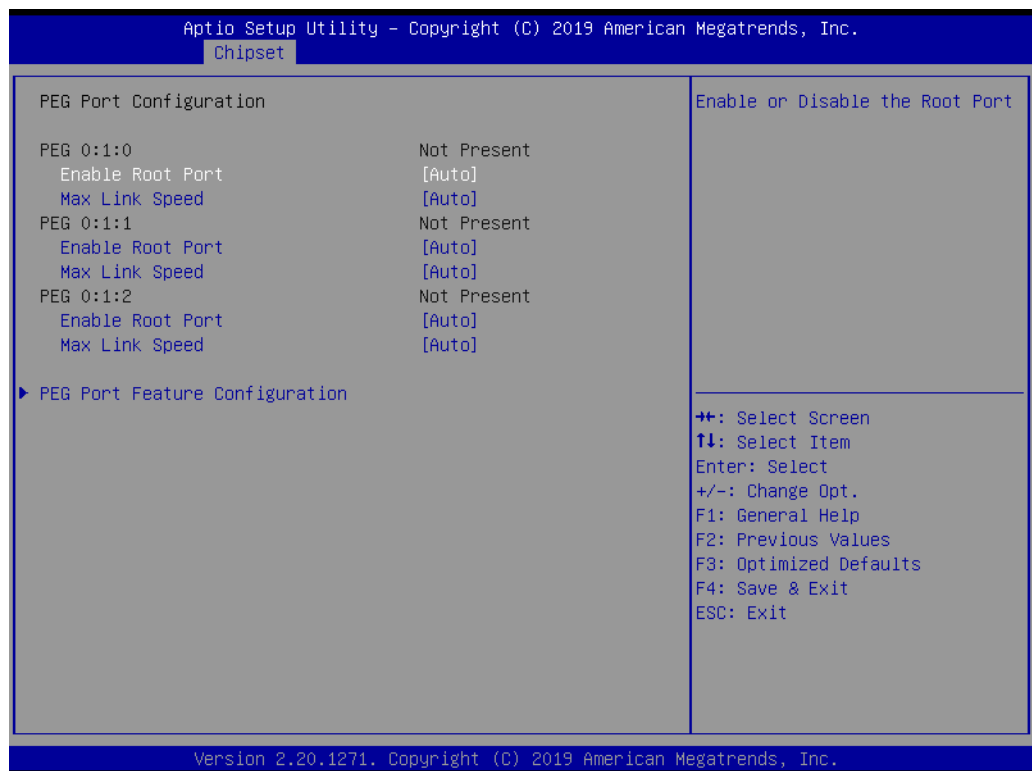 Aptio Setup Utility – Copyright (C) 2019 American Megatrends, Inc.
Chipset
PEG Port Configuration
PEG 0:1:0 Not Present
Enable Root Port [Auto]
Max Link Speed [Auto]
PEG 0:1:1 Not Present
Enable Root Port [Auto]
Max Link Speed [Auto]
PEG 0:1:2 Not Present
Enable Root Port [Auto]
Max Link Speed [Auto]
▶ PEG Port Feature Configuration
Enable or Disable the Root Port
→←: Select Screen
↑↓: Select Item
Enter: Select
+/-: Change Opt.
F1: General Help
F2: Previous Values
F3: Optimized Defaults
F4: Save & Exit
ESC: Exit
Version 2.20.1271. Copyright (C) 2019 American Megatrends, Inc.